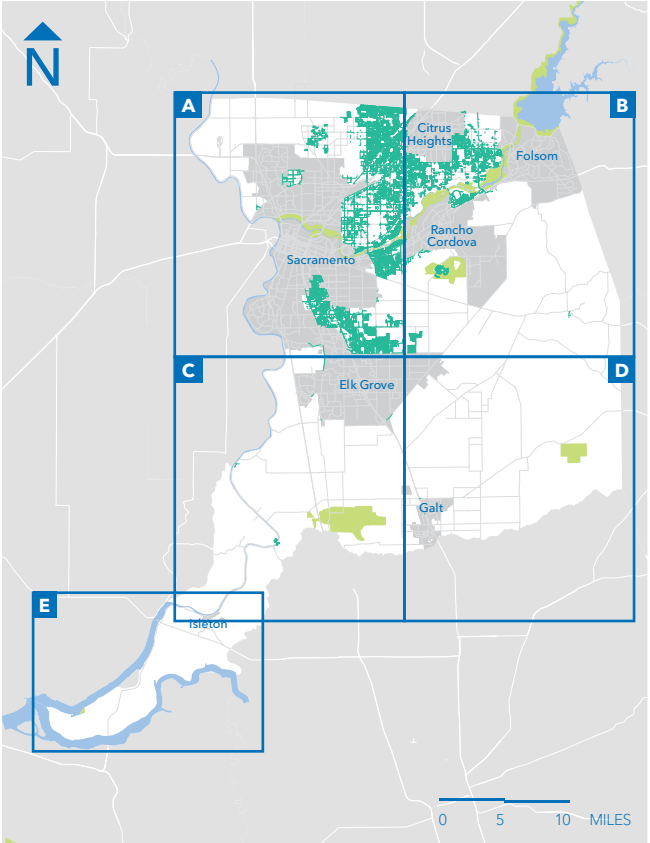 N
A
B
Citrus
Heights
Folsom
Rancho
Cordova
Sacramento
C
D
Elk Grove
Galt
E
Isleton
0 5 10 MILES